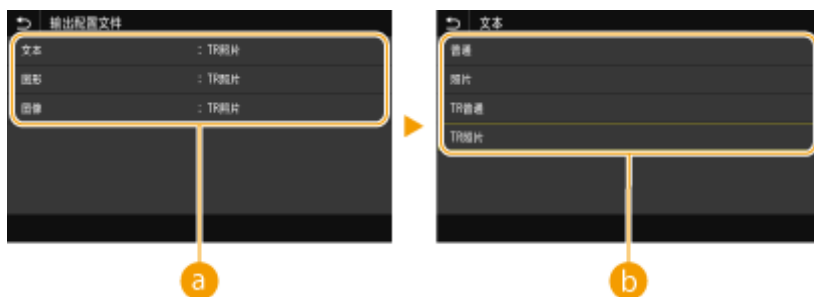 输出配置文件
文本 : TR照片
图形 : TR照片
图像 : TR照片
a
文本
普通
照片
TR普通
TR照片
b